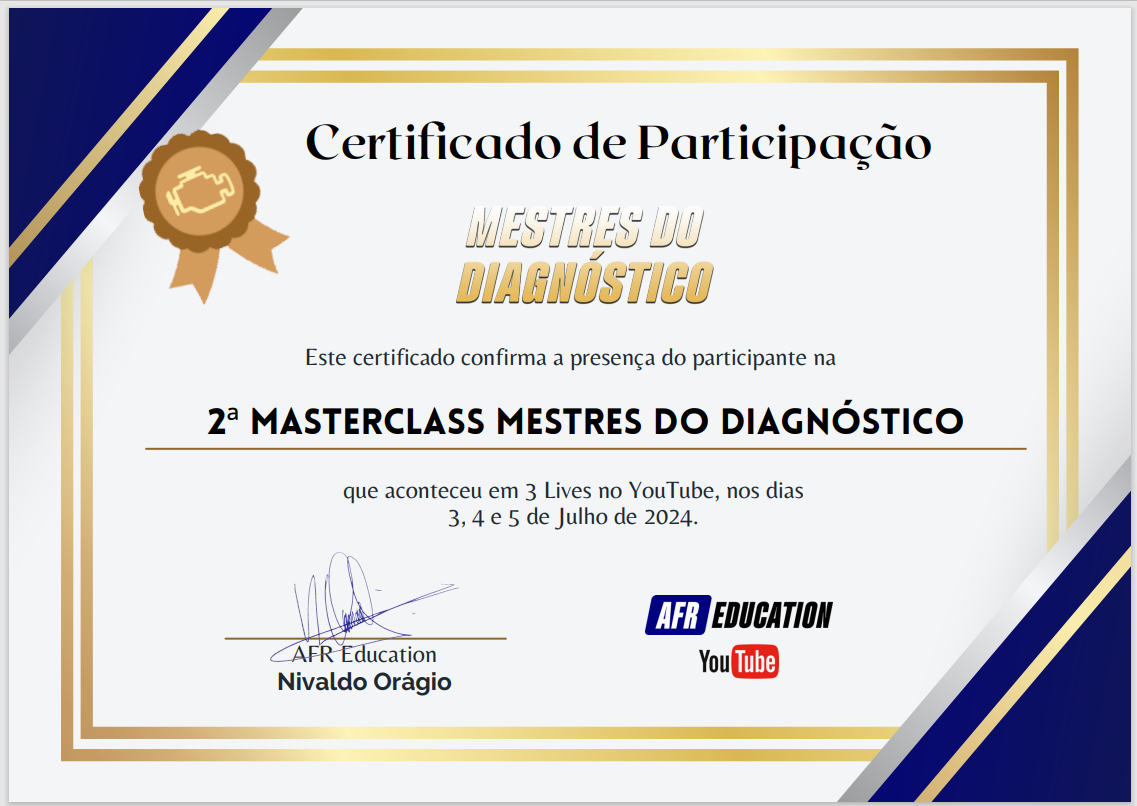 Certificado de Participação
MESTRES DO
DIAGNÓSTICO
Este certificado confirma a presença do participante na
2ª MASTERCLASS MESTRES DO DIAGNÓSTICO
que aconteceu em 3 Lives no YouTube, nos dias
3, 4 e 5 de Julho de 2024.
AFR Education
Nivaldo Orágio
AFR EDUCATION
YouTube